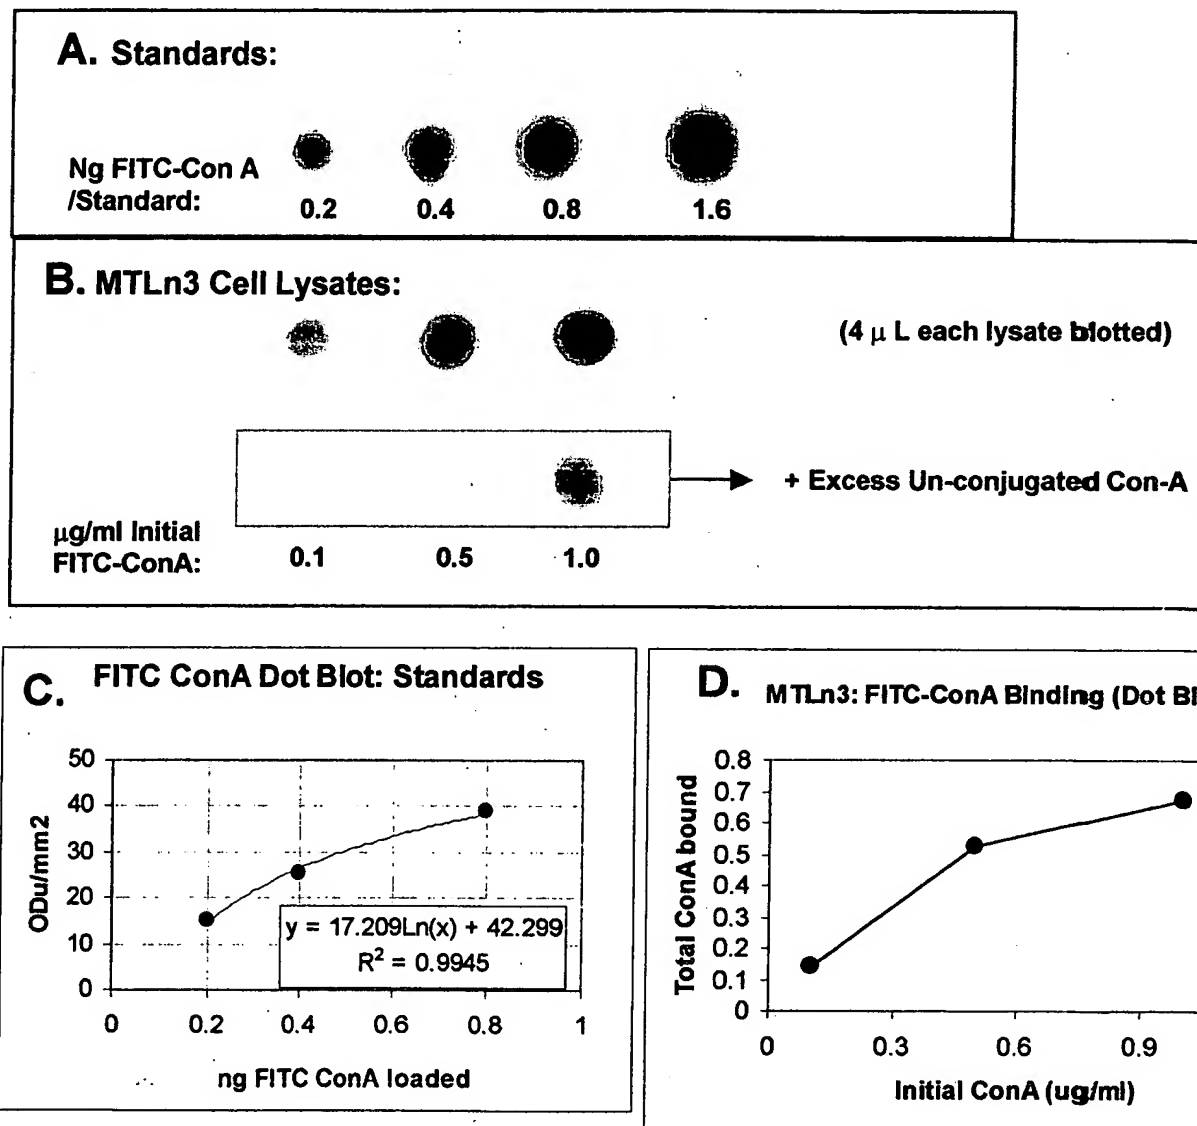 A. Standards:
Ng FITC-Con A
/Standard:
0.2 0.4 0.8 1.6
B. MTLn3 Cell Lysates:
(4 μ L each lysate blotted)
+ Excess Un-conjugated Con-A
μg/ml Initial
FITC-ConA:
0.1 0.5 1.0
C. FITC ConA Dot Blot: Standards
50
40
30
20
10
0
ODu/mm2
y = 17.209Ln(x) + 42.299
R² = 0.9945
0 0.2 0.4 0.8 1
ng FITC ConA loaded
D. MTLn3: FITC-ConA Binding (Dot Bl
0.8
0.7
0.6
0.5
0.4
0.3
0.2
0.1
0
Total ConA bound
0 0.3 0.6 0.9
Initial ConA (ug/ml)